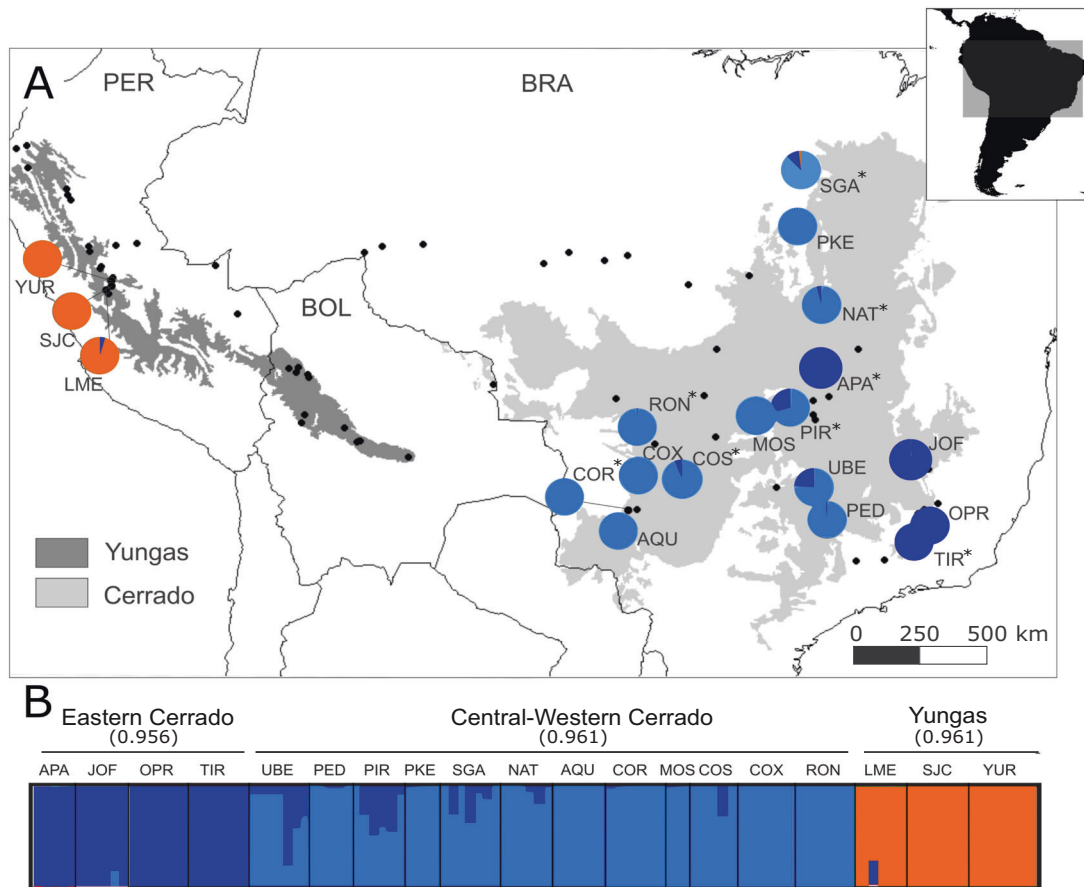 A
PER
BRA
SGA*
PKE
YUR
BOL
NAT*
SJC
LME
APA*
RON*
MOS
PIR*
JOF
COX
COS*
COR*
UBE
PED
OPR
AQU
TIR*
Yungas
Cerrado
0 250 500 km
B
Eastern Cerrado Central-Western Cerrado Yungas
(0.956) (0.961) (0.961)
APA JOF OPR TIR UBE PED PIR PKE SGA NAT AQU COR MOS COS COX RON LME SJC YUR